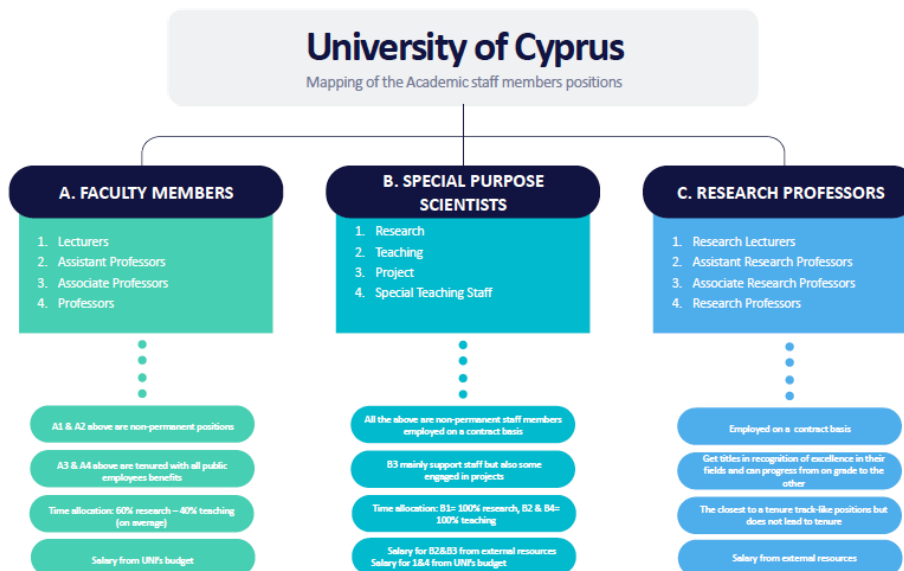 University of Cyprus
Mapping of the Academic staff members positions
A. FACULTY MEMBERS
1. Lecturers
2. Assistant Professors
3. Associate Professors
4. Professors
A1 & A2 above are non-permanent positions
A3 & A4 above are tenured with all public
employees benefits
Time allocation: 60% research – 40% teaching
(on average)
Salary from UNI's budget
B. SPECIAL PURPOSE
SCIENTISTS
1. Research
2. Teaching
3. Project
4. Special Teaching Staff
All the above are non-permanent staff members
employed on a contract basis
B3 mainly support staff but also some
engaged in projects
Time allocation: B1= 100% research, B2 & B4=
100% teaching
Salary for B2&B3 from external resources
Salary for 1&4 from UNI's budget
C. RESEARCH PROFESSORS
1. Research Lecturers
2. Assistant Research Professors
3. Associate Research Professors
4. Research Professors
Employed on a contract basis
Get titles in recognition of excellence in their
fields and can progress from on grade to the
other
The closest to a tenure track-like positions but
does not lead to tenure
Salary from external resources